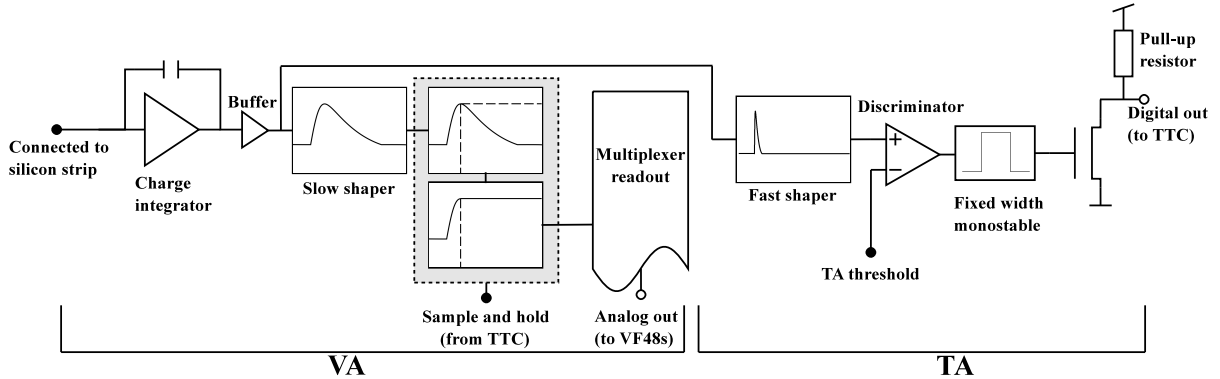 Pull-up
resistor
Buffer
Discriminator
Digital out
(to TTC)
Connected to
silicon strip
Multiplexer
readout
+
−
Charge
integrator
Slow shaper
Fast shaper
Fixed width
monostable
TA threshold
Sample and hold
(from TTC)
Analog out
(to VF48s)
VA
TA